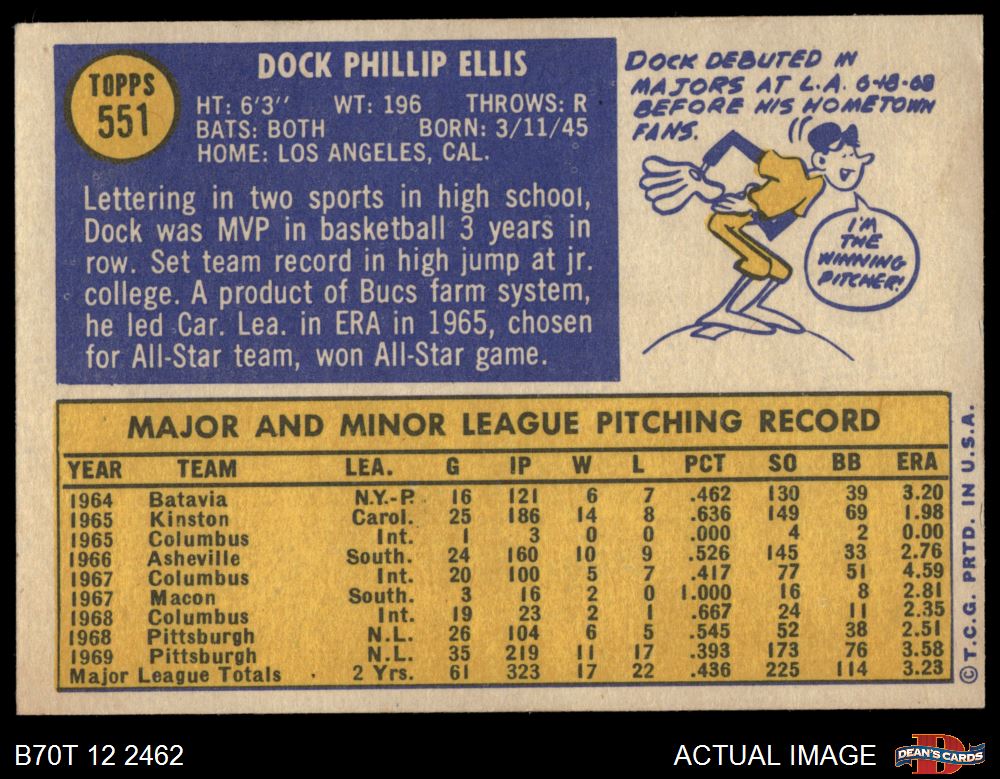 TOPPS
551
DOCK PHILLIP ELLIS
HT: 6'3" WT: 196 THROWS: R
BATS: BOTH BORN: 3/11/45
HOME: LOS ANGELES, CAL.
Lettering in two sports in high school,
Dock was MVP in basketball 3 years in
row. Set team record in high jump at jr.
college. A product of Bucs farm system,
he led Car. Lea. in ERA in 1965, chosen
for All-Star team, won All-Star game.
DOCK DEBUTED IN
MAJORS AT L.A. 6-18-68
BEFORE HIS HOMETOWN
FANS.
I'M
THE
WINNING
PITCHER!
MAJOR AND MINOR LEAGUE PITCHING RECORD
YEAR TEAM LEA. G IP W L PCT SO BB ERA
1964 Batavia N.Y.-P. 16 121 6 7 .462 130 39 3.20
1965 Kinston Carol. 25 186 14 8 .636 149 69 1.98
1965 Columbus Int. 1 3 0 0 .000 4 2 0.00
1966 Asheville South. 24 160 10 9 .526 145 33 2.76
1967 Columbus Int. 20 100 5 7 .417 77 51 4.59
1967 Macon South. 3 16 2 0 1.000 16 8 2.81
1968 Columbus Int. 19 23 2 1 .667 24 11 2.35
1968 Pittsburgh N.L. 26 104 6 5 .545 52 38 2.51
1969 Pittsburgh N.L. 35 219 11 17 .393 173 76 3.58
Major League Totals 2 Yrs. 61 323 17 22 .436 225 114 3.23
© T.C.G. PRTD. IN U.S.A.
B70T 12 2462
ACTUAL IMAGE
D
DEAN'S CARDS